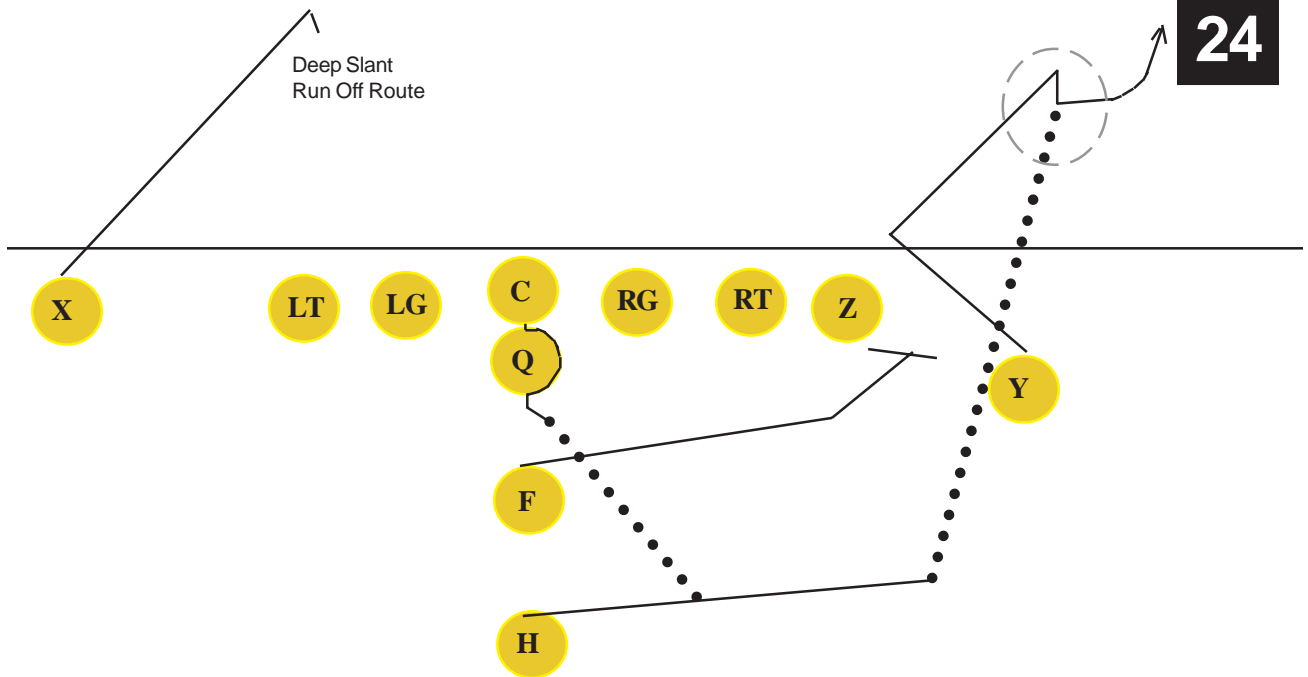 24
Deep Slant
Run Off Route
X
LT
LG
C
RG
RT
Z
Q
Y
F
H